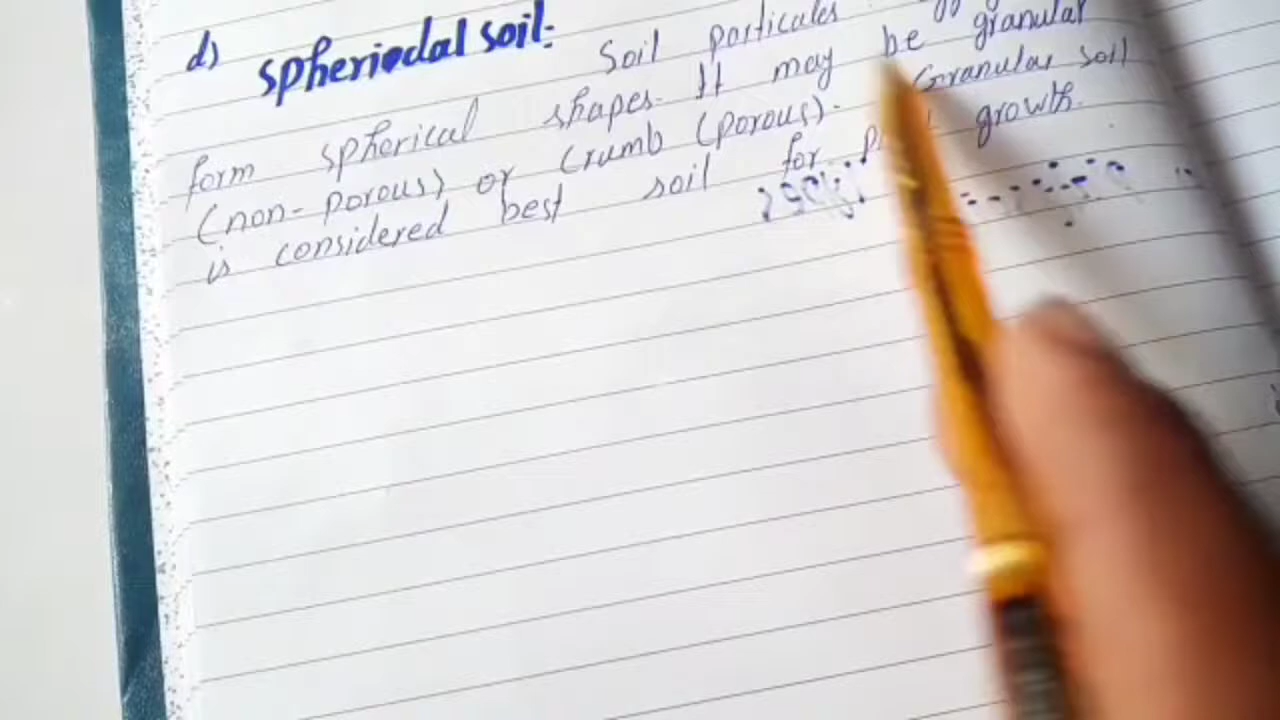 d) spheriodal soil:- Soil particules
form spherical shapes. It may be granular
(non-porous) or Crumb (porous). Granular soil
is considered best soil for growth.